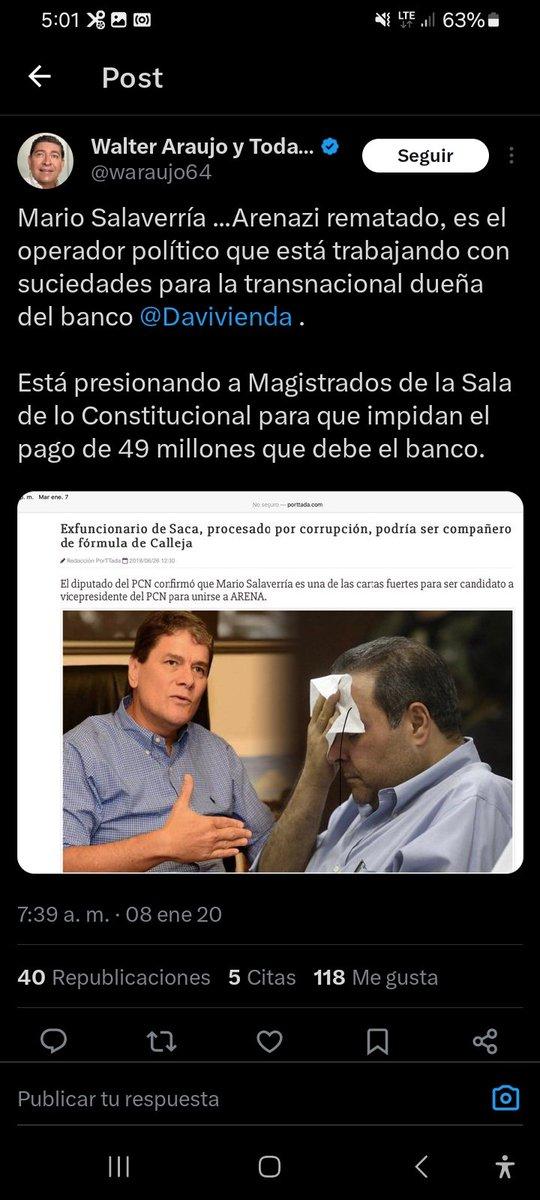 5:01
LTE
63%
Post
Walter Araujo y Toda...
Seguir
@waraujo64
Mario Salaverría ...Arenazi rematado, es el
operador político que está trabajando con
suciedades para la transnacional dueña
del banco @Davivienda .
Está presionando a Magistrados de la Sala
de lo Constitucional para que impidan el
pago de 49 millones que debe el banco.
. m. Mar ene. 7
No seguro — porttada.com
Exfuncionario de Saca, procesado por corrupción, podría ser compañero
de fórmula de Calleja
Redacción PorTTada 2018/06/26 12:30
El diputado del PCN confirmó que Mario Salaverría es una de las cartas fuertes para ser candidato a
vicepresidente del PCN para unirse a ARENA.
7:39 a. m. · 08 ene 20
40 Republicaciones 5 Citas 118 Me gusta
Publicar tu respuesta